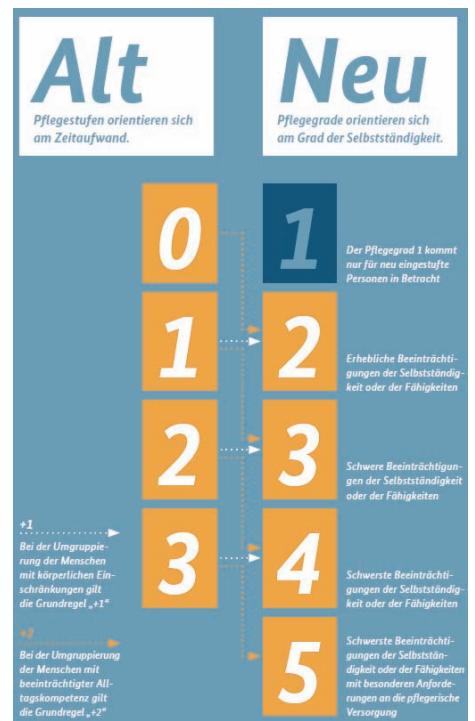 Alt
Pflegestufen orientieren sich
am Zeitaufwand.
Neu
Pflegegrade orientieren sich
am Grad der Selbstständigkeit.
0
1
Der Pflegegrad 1 kommt
nur für neu eingestufte
Personen in Betracht
1
2
Erhebliche Beeinträchti-
gungen der Selbstständig-
keit oder der Fähigkeiten
2
3
Schwere Beeinträchtigun-
gen der Selbstständigkeit
oder der Fähigkeiten
+1
Bei der Umgruppie-
rung der Menschen
mit körperlichen Ein-
schränkungen gilt
die Grundregel „+1“
3
4
Schwerste Beeinträchti-
gungen der Selbstständig-
keit oder der Fähigkeiten
+2
Bei der Umgruppierung
der Menschen mit
beeinträchtigter All-
tagskompetenz gilt
die Grundregel „+2“
5
Schwerste Beeinträchti-
gungen der Selbststän-
digkeit oder der Fähigkeiten
mit besonderen Anforde-
rungen an die pflegerische
Versorgung